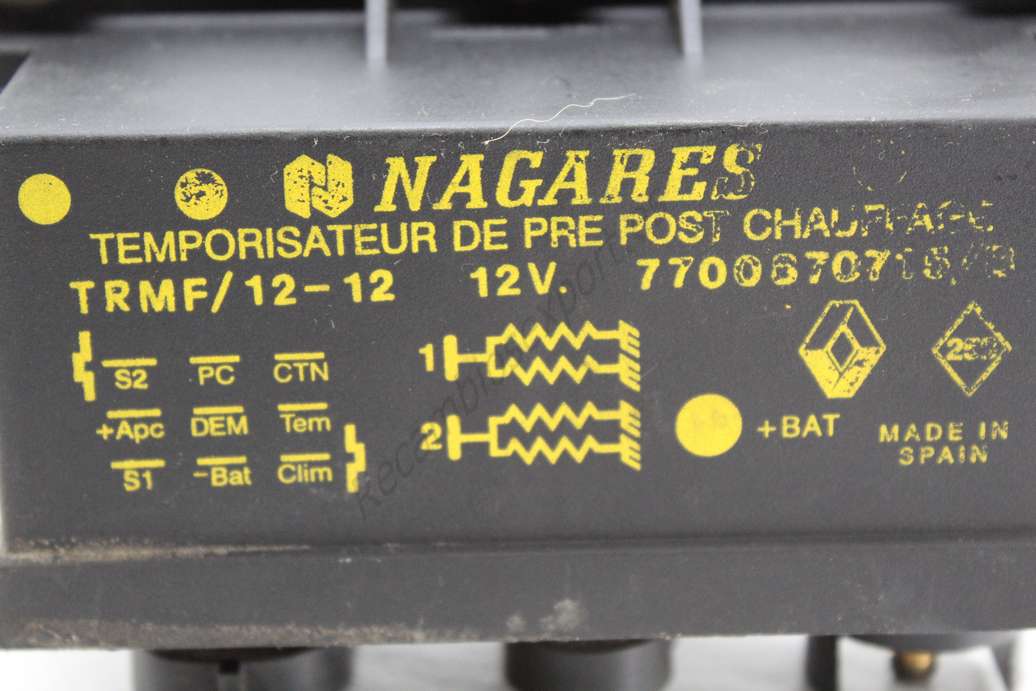 NAGARES
TEMPORISATEUR DE PRE POST CHAUFFAGE
TRMF/12-12 12V.
S2 PC CTN
+Apc DEM Tem
S1 -Bat Clim
1
2
+BAT
MADE IN
SPAIN